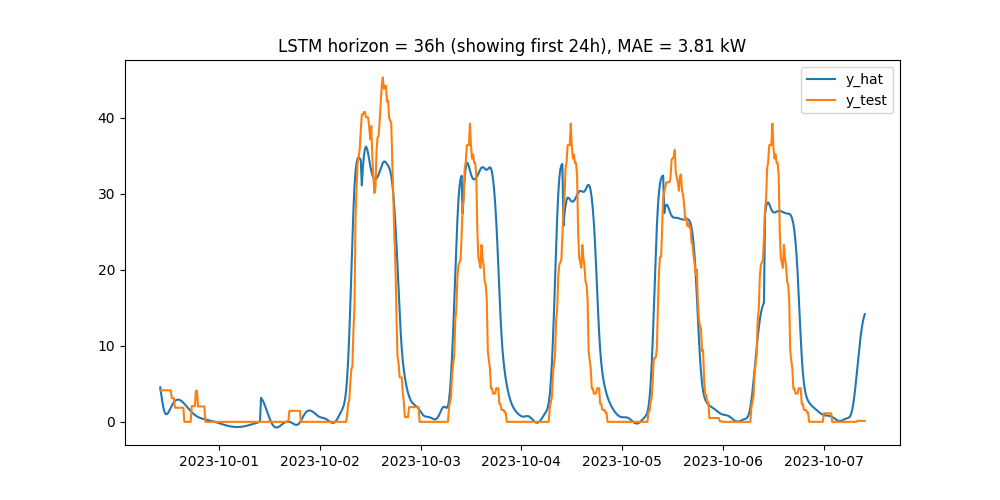 LSTM horizon = 36h (showing first 24h), MAE = 3.81 kW
y_hat
y_test
40
30
20
10
0
2023-10-01 2023-10-02 2023-10-03 2023-10-04 2023-10-05 2023-10-06 2023-10-07